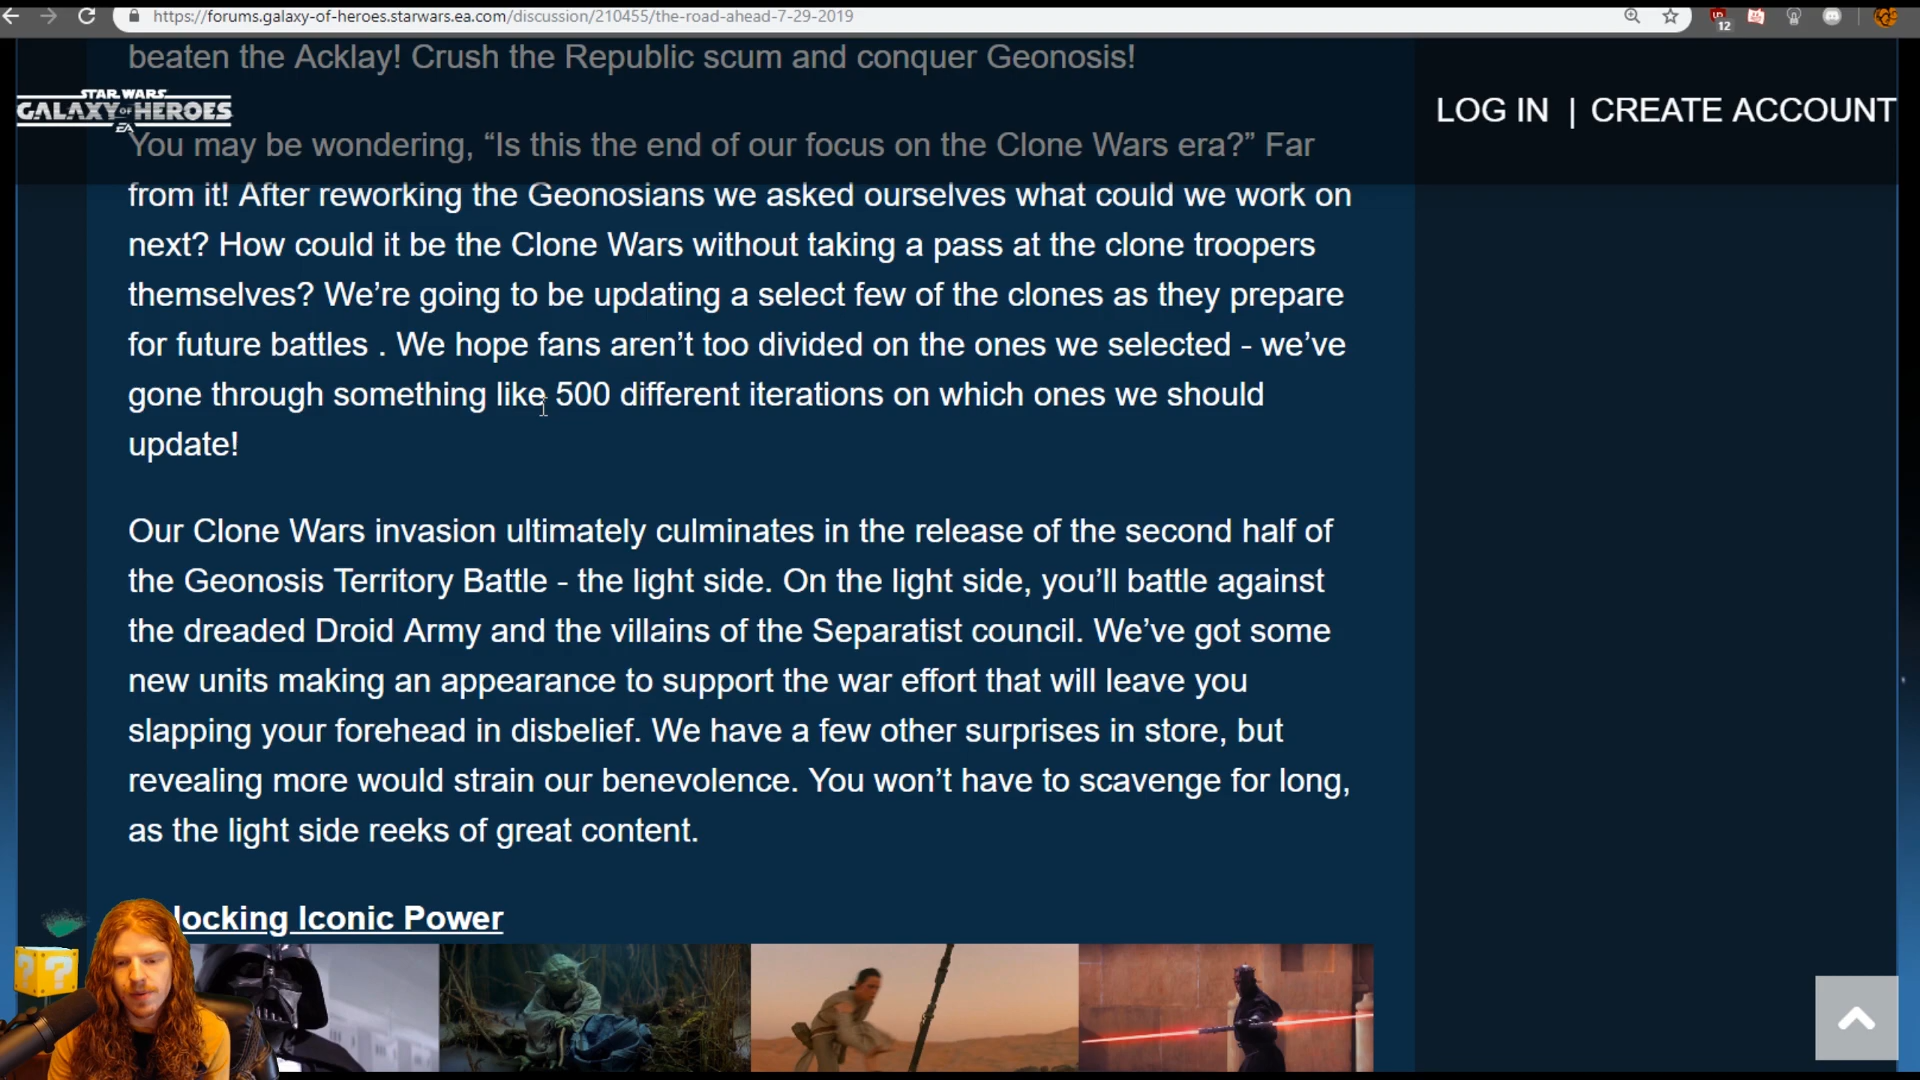 https://forums.galaxy-of-heroes.starwars.ea.com/discussion/210455/the-road-ahead-7-29-2019
12
beaten the Acklay! Crush the Republic scum and conquer Geonosis!
STAR WARS
GALAXY OF HEROES
EA
LOG IN | CREATE ACCOUNT
You may be wondering, “Is this the end of our focus on the Clone Wars era?” Far
from it! After reworking the Geonosians we asked ourselves what could we work on
next? How could it be the Clone Wars without taking a pass at the clone troopers
themselves? We’re going to be updating a select few of the clones as they prepare
for future battles . We hope fans aren’t too divided on the ones we selected - we’ve
gone through something like 500 different iterations on which ones we should
update!
Our Clone Wars invasion ultimately culminates in the release of the second half of
the Geonosis Territory Battle - the light side. On the light side, you’ll battle against
the dreaded Droid Army and the villains of the Separatist council. We’ve got some
new units making an appearance to support the war effort that will leave you
slapping your forehead in disbelief. We have a few other surprises in store, but
revealing more would strain our benevolence. You won’t have to scavenge for long,
as the light side reeks of great content.
locking Iconic Power